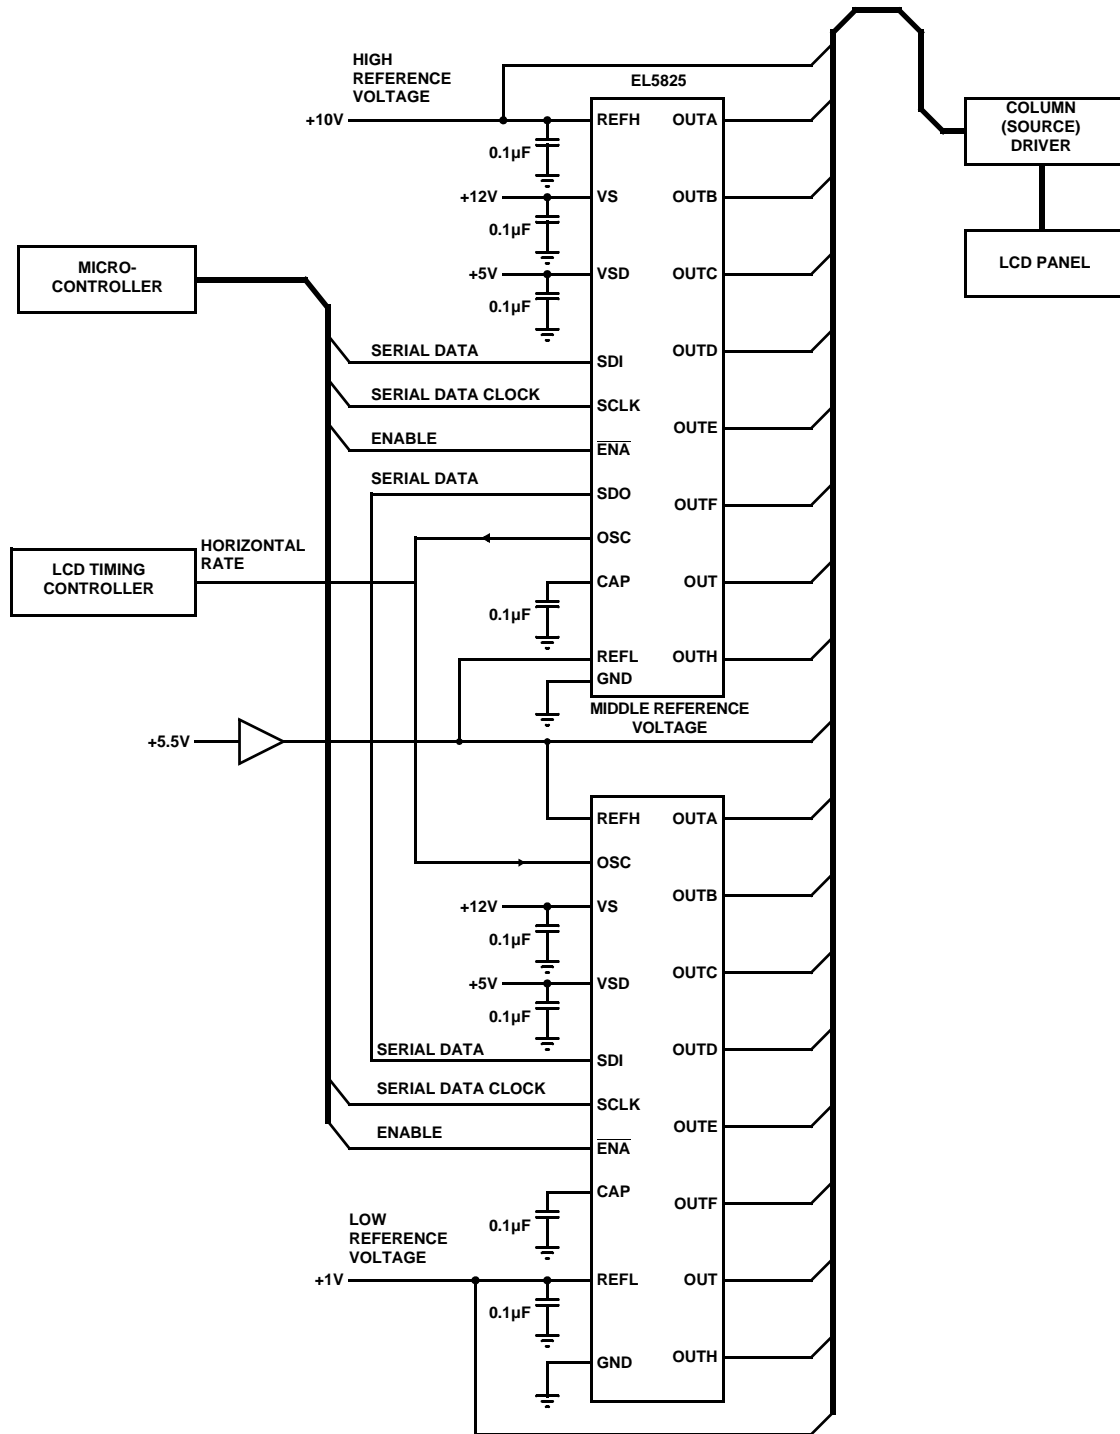 HIGH
REFERENCE
VOLTAGE
EL5825
+10V
REFH
OUTA
0.1µF
+12V
VS
OUTB
0.1µF
+5V
VSD
OUTC
0.1µF
COLUMN
(SOURCE)
DRIVER
LCD PANEL
MICRO-
CONTROLLER
SERIAL DATA
SDI
OUTD
SERIAL DATA CLOCK
SCLK
ENABLE
ENA
OUTE
SERIAL DATA
SDO
OUTF
HORIZONTAL
RATE
OSC
LCD TIMING
CONTROLLER
CAP
OUT
0.1µF
REFL
OUTH
GND
MIDDLE REFERENCE
VOLTAGE
+5.5V
REFH
OUTA
OSC
+12V
VS
OUTB
0.1µF
+5V
VSD
OUTC
0.1µF
SERIAL DATA
SDI
OUTD
SERIAL DATA CLOCK
SCLK
ENABLE
ENA
OUTE
CAP
OUTF
0.1µF
LOW
REFERENCE
VOLTAGE
+1V
REFL
OUT
0.1µF
GND
OUTH